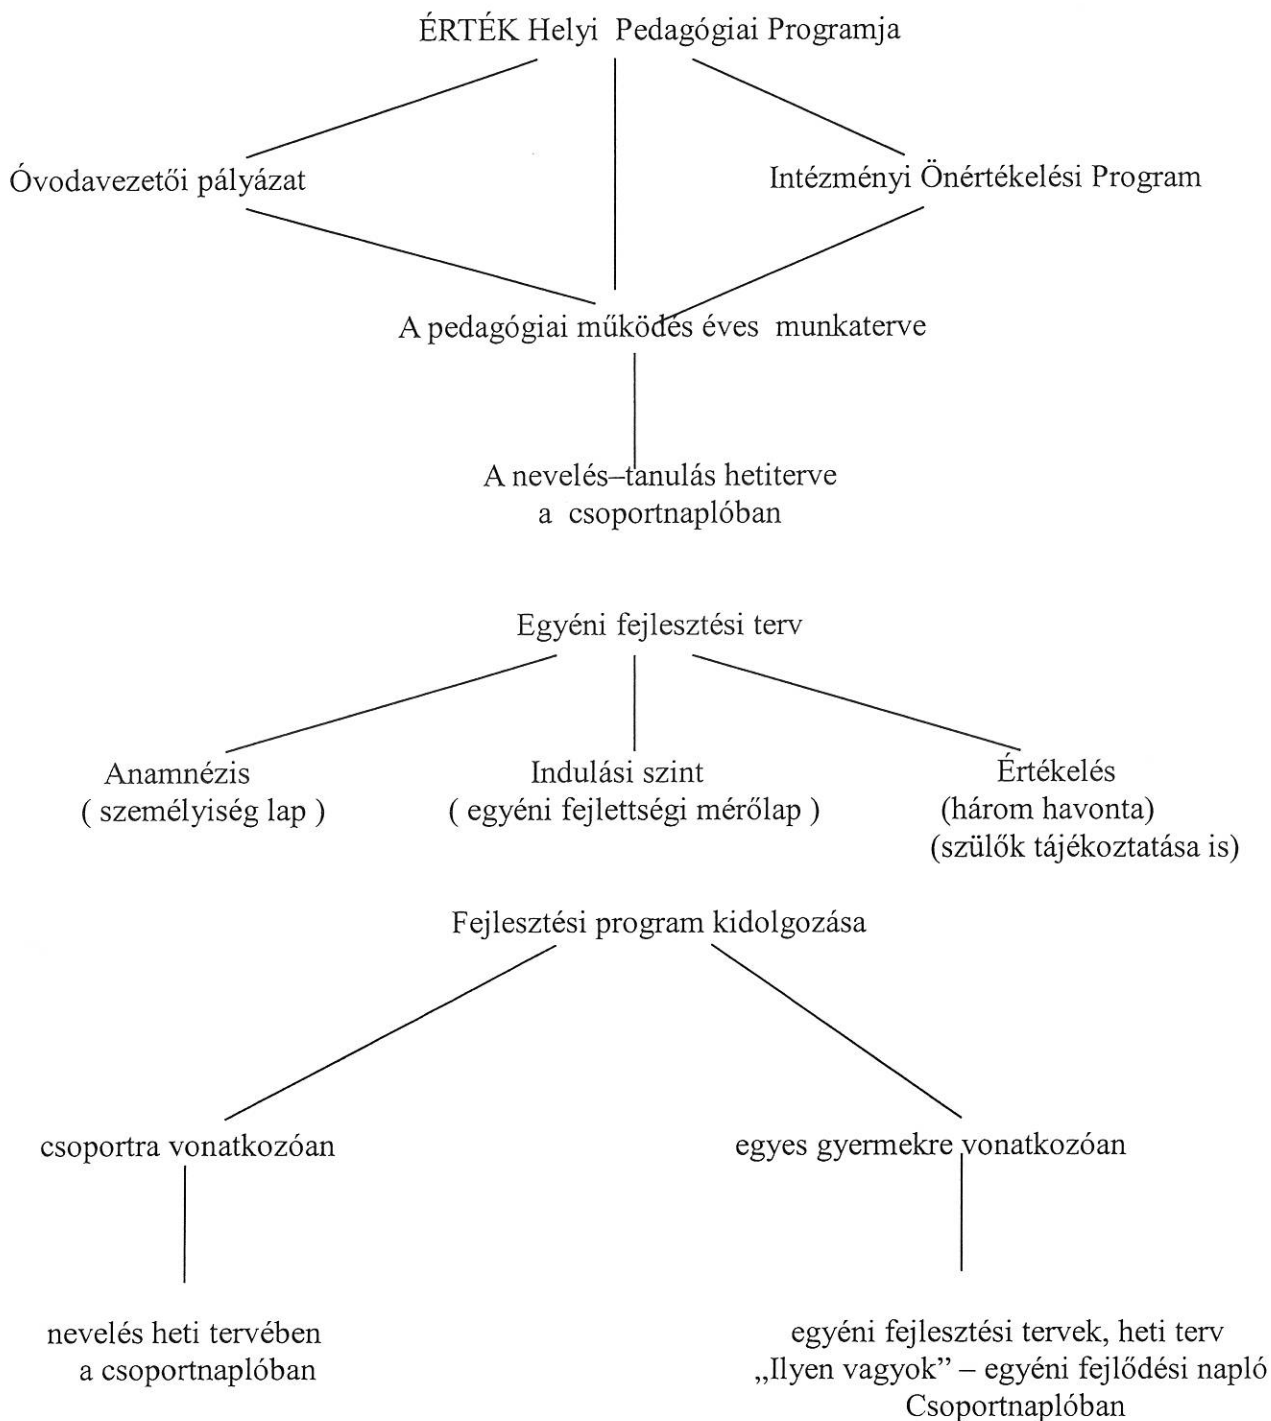 ÉRTÉK Helyi Pedagógiai Programja
Óvodavezetői pályázat
Intézményi Önértékelési Program
A pedagógiai működés éves munkaterve
A nevelés–tanulás hetiterve
a csoportnaplóban
Egyéni fejlesztési terv
Anamnézis
( személyiség lap )
Indulási szint
( egyéni fejlettségi mérőlap )
Értékelés
(három havonta)
(szülők tájékoztatása is)
Fejlesztési program kidolgozása
csoportra vonatkozóan
egyes gyermekre vonatkozóan
nevelés heti tervében
a csoportnaplóban
egyéni fejlesztési tervek, heti terv
„Ilyen vagyok” – egyéni fejlődési napló
Csoportnaplóban